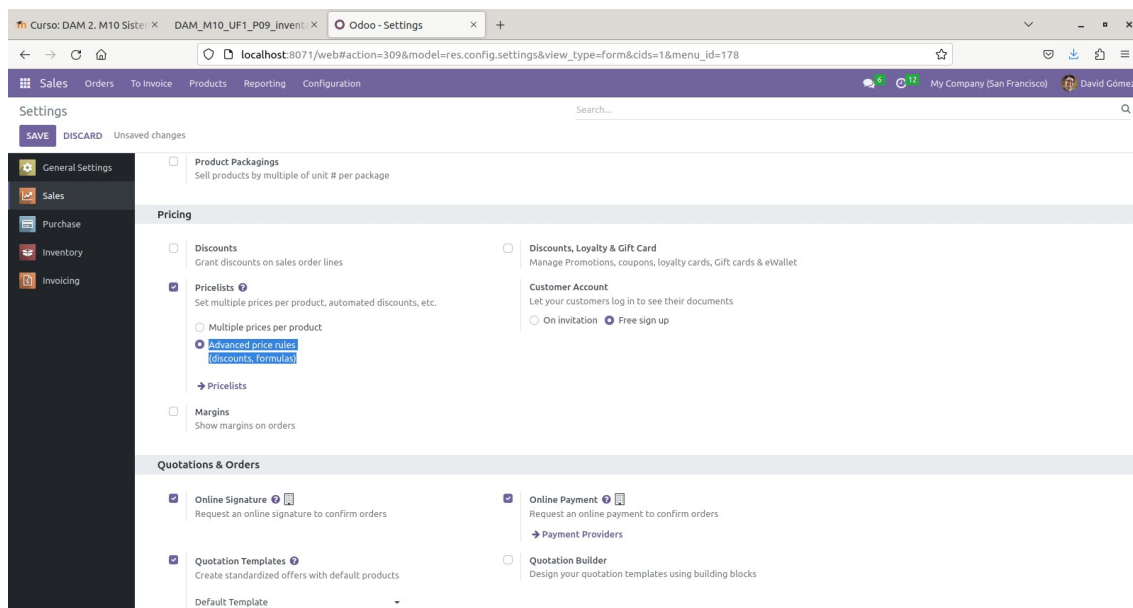 Curso: DAM 2. M10 Sister
DAM_M10_UF1_P09_invent
Odoo - Settings
localhost:8071/web#action=309&model=res.config.settings&view_type=form&cids=1&menu_id=178
Sales Orders To Invoice Products Reporting Configuration
6 12 My Company (San Francisco) David Gómez
Settings
Search...
SAVE DISCARD Unsaved changes
General Settings
Sales
Purchase
Inventory
Invoicing
Product Packagings
Sell products by multiple of unit # per package
Pricing
Discounts
Grant discounts on sales order lines
Discounts, Loyalty & Gift Card
Manage Promotions, coupons, loyalty cards, Gift cards & eWallet
Pricelists
Set multiple prices per product, automated discounts, etc.
Multiple prices per product
Advanced price rules
(discounts, formulas)
Pricelists
Customer Account
Let your customers log in to see their documents
On invitation Free sign up
Margins
Show margins on orders
Quotations & Orders
Online Signature
Request an online signature to confirm orders
Online Payment
Request an online payment to confirm orders
Payment Providers
Quotation Templates
Create standardized offers with default products
Default Template
Quotation Builder
Design your quotation templates using building blocks